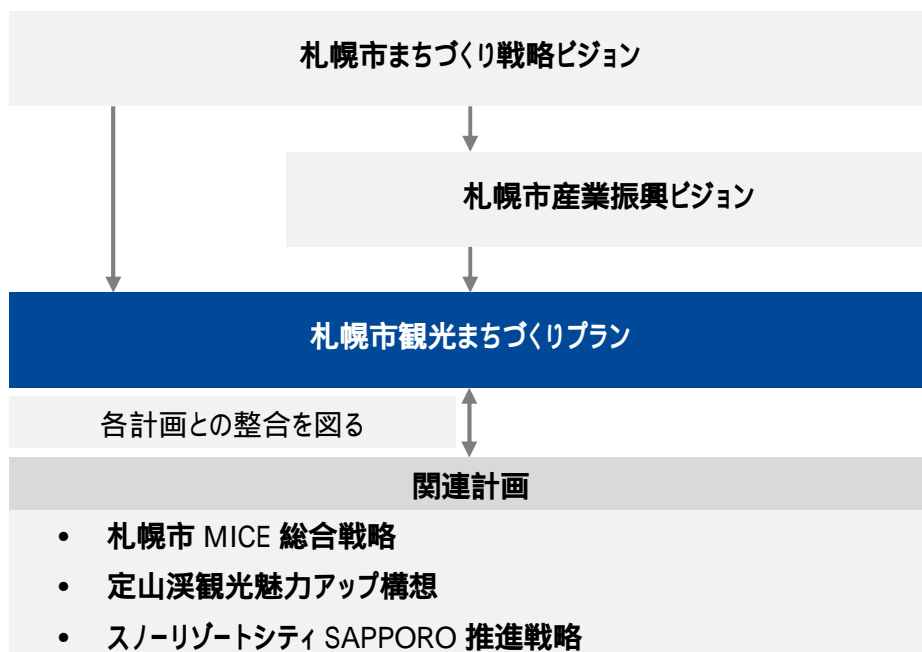 札幌市まちづくり戦略ビジョン
札幌市産業振興ビジョン
札幌市観光まちづくりプラン
各計画との整合を図る
関連計画
• 札幌市 MICE 総合戦略
• 定山渓観光魅力アップ構想
• スノーリゾートシティ SAPPORO 推進戦略